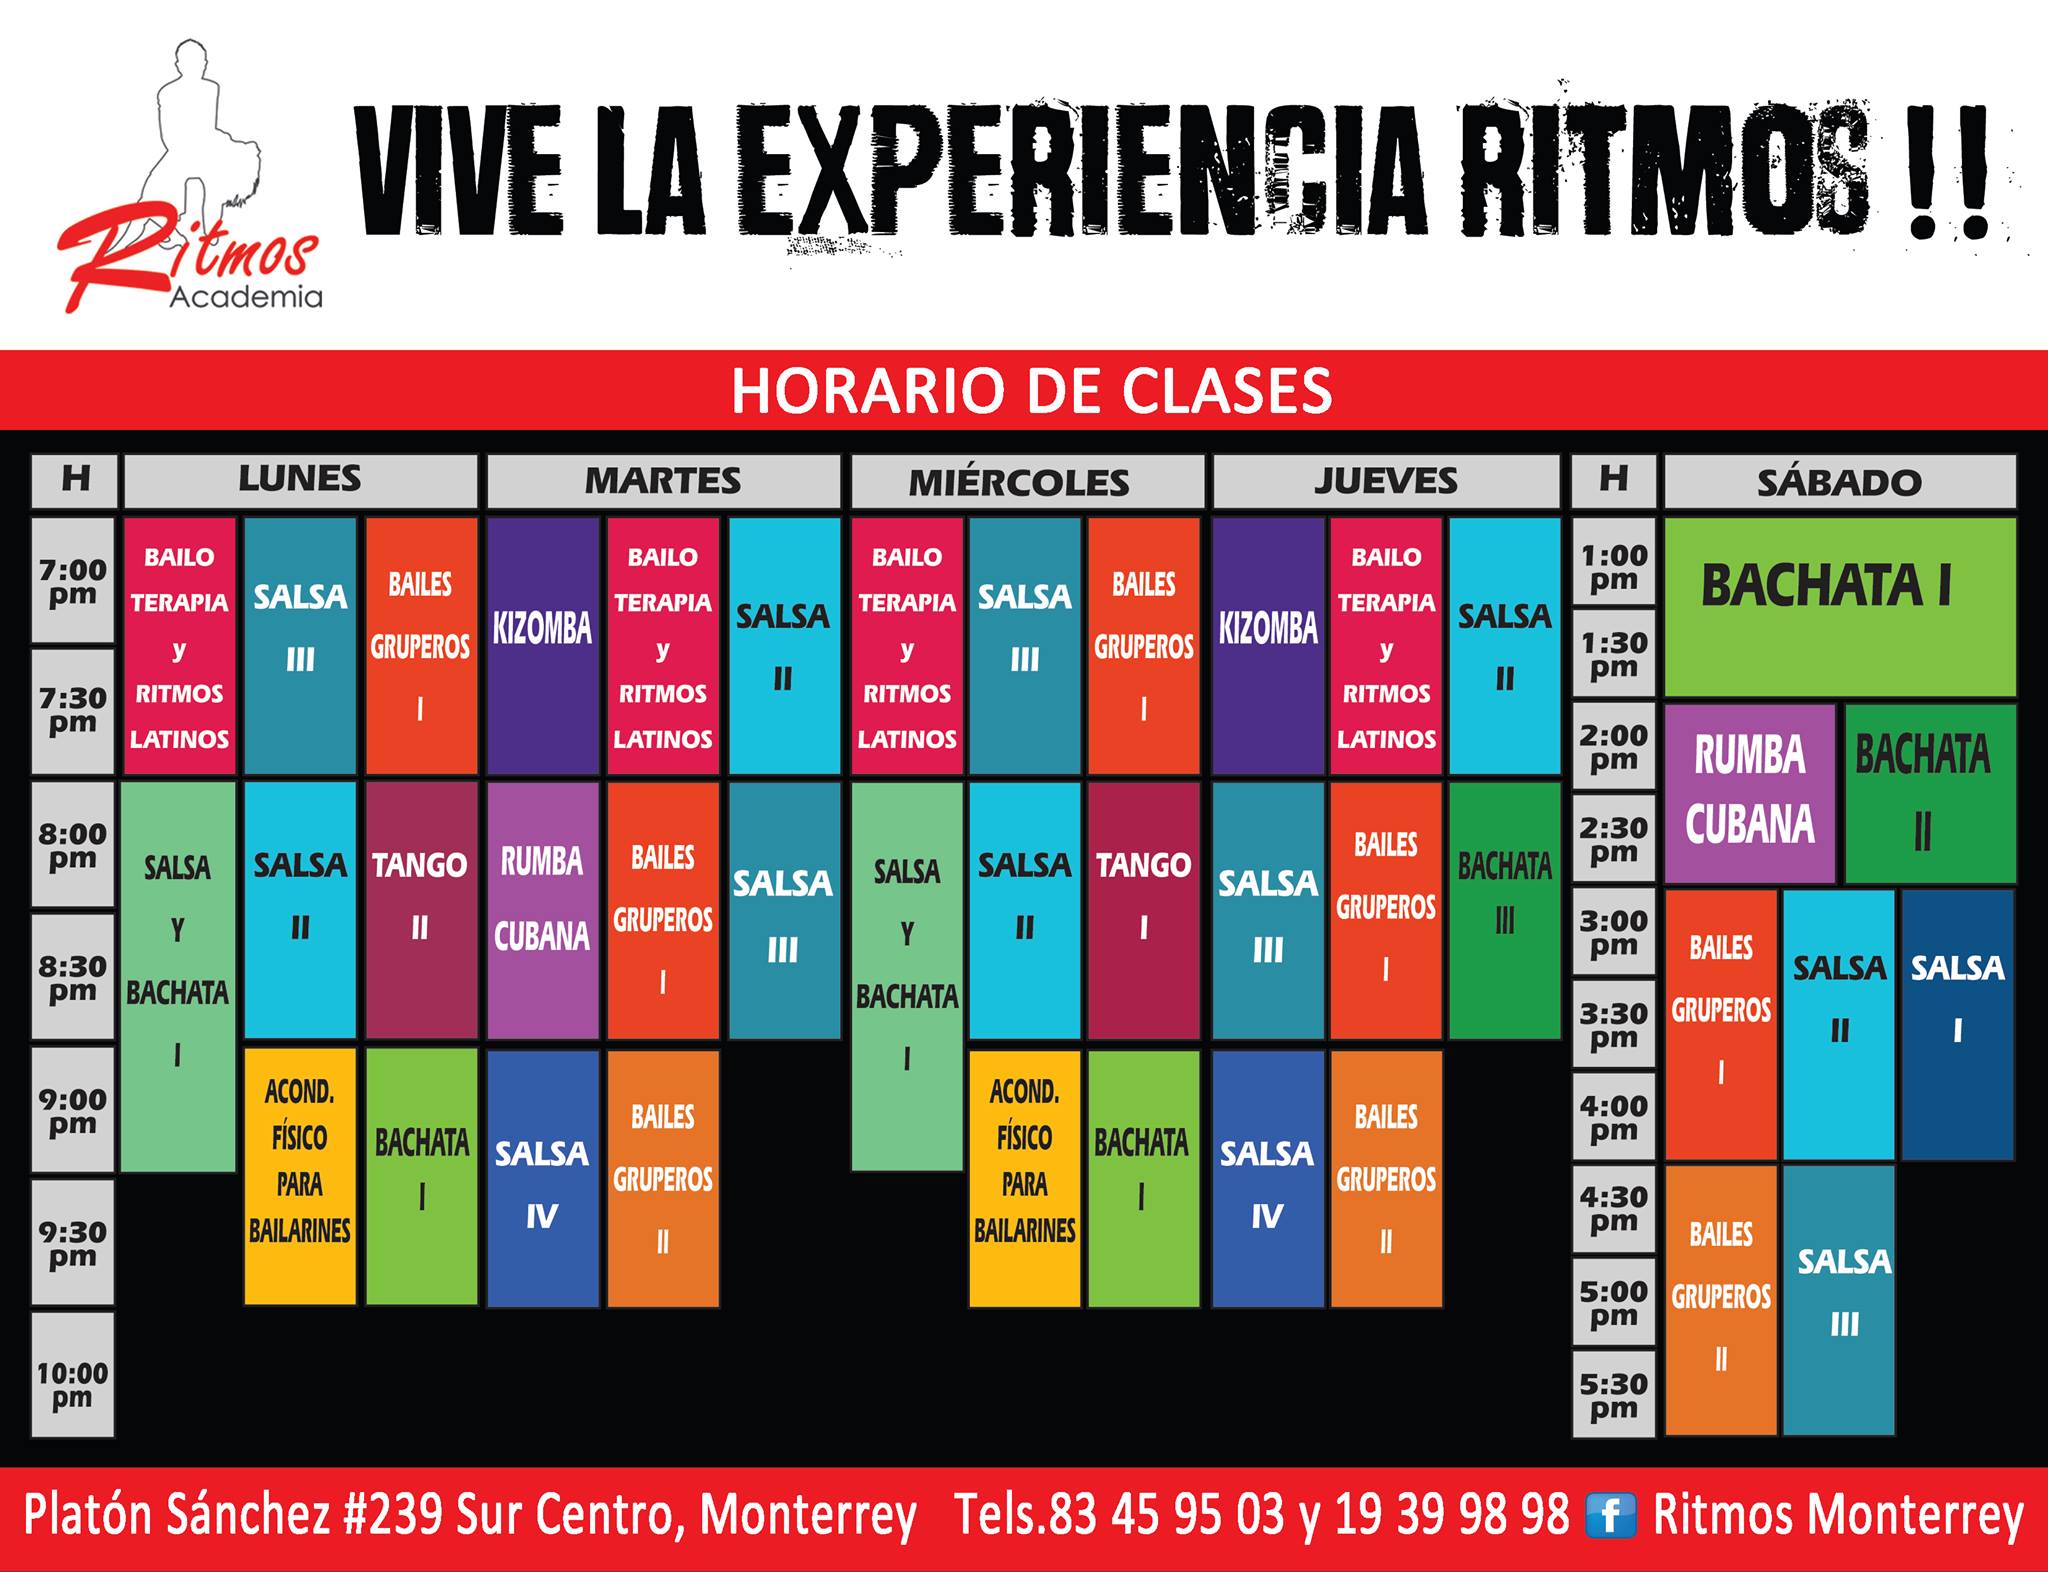 Ritmos
Academia
VIVE LA EXPERIENCIA RITMOS !!
HORARIO DE CLASES
H
LUNES
MARTES
MIÉRCOLES
JUEVES
H
SÁBADO
7:00
pm
7:30
pm
8:00
pm
8:30
pm
9:00
pm
9:30
pm
10:00
pm
BAILO
TERAPIA
y
RITMOS
LATINOS
SALSA
III
BAILES
GRUPEROS
I
SALSA
Y
BACHATA
I
SALSA
II
TANGO
II
ACOND.
FÍSICO
PARA
BAILARINES
BACHATA
I
KIZOMBA
BAILO
TERAPIA
y
RITMOS
LATINOS
SALSA
II
RUMBA
CUBANA
BAILES
GRUPEROS
I
SALSA
III
SALSA
IV
BAILES
GRUPEROS
II
BAILO
TERAPIA
y
RITMOS
LATINOS
SALSA
III
BAILES
GRUPEROS
I
SALSA
Y
BACHATA
I
SALSA
II
TANGO
I
ACOND.
FÍSICO
PARA
BAILARINES
BACHATA
I
KIZOMBA
BAILO
TERAPIA
y
RITMOS
LATINOS
SALSA
II
SALSA
III
BAILES
GRUPEROS
I
BACHATA
III
SALSA
IV
BAILES
GRUPEROS
II
1:00
pm
1:30
pm
2:00
pm
2:30
pm
3:00
pm
3:30
pm
4:00
pm
4:30
pm
5:00
pm
5:30
pm
BACHATA I
RUMBA
CUBANA
BACHATA
II
BAILES
GRUPEROS
I
SALSA
II
SALSA
I
BAILES
GRUPEROS
II
SALSA
III
Platón Sánchez #239 Sur Centro, Monterrey Tels.83 45 95 03 y 19 39 98 98 f Ritmos Monterrey